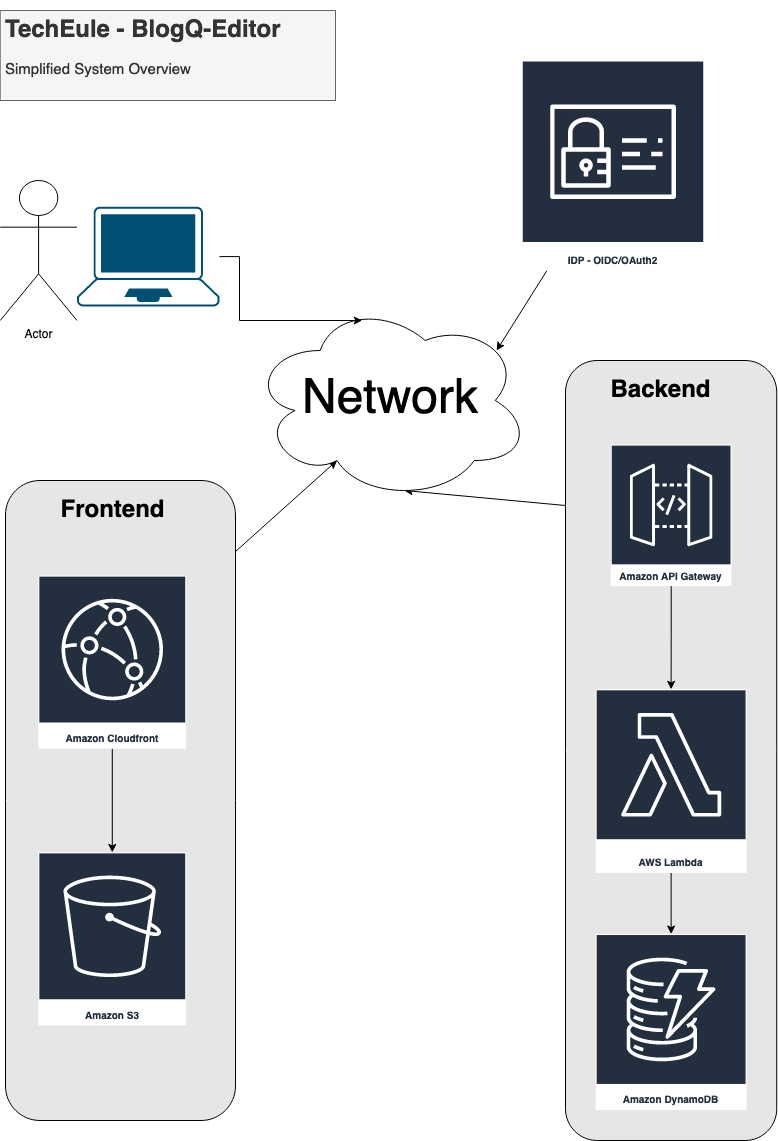 TechEule - BlogQ-Editor
Simplified System Overview
IDP - OIDC/OAuth2
Actor
Network
Backend
</>
Amazon API Gateway
AWS Lambda
Amazon DynamoDB
Frontend
Amazon Cloudfront
Amazon S3